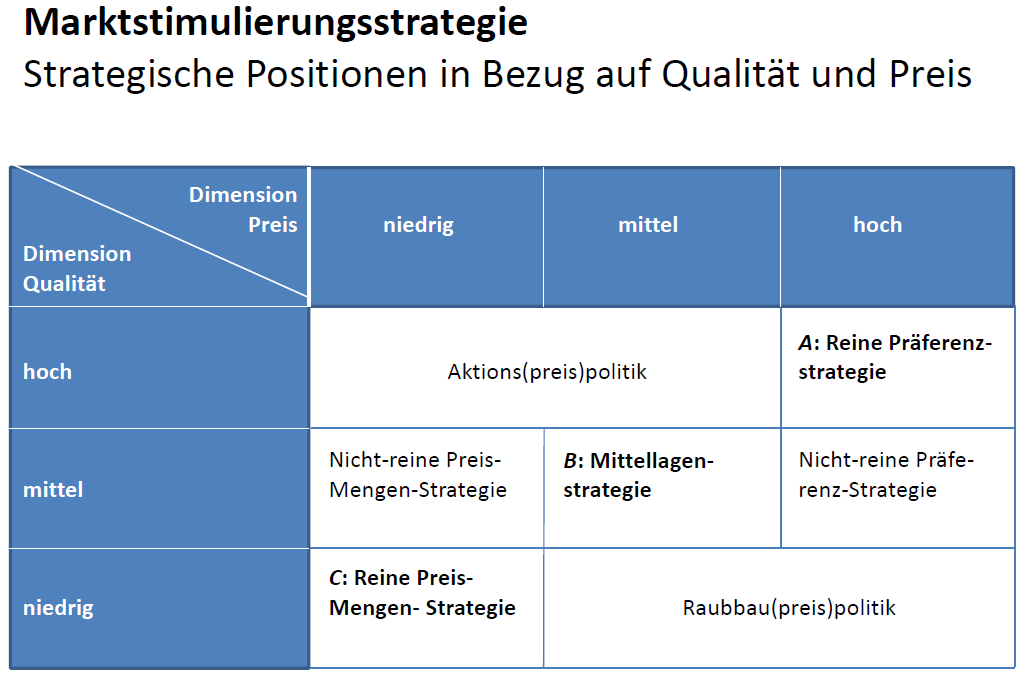 Marktstimulierungsstrategie
Strategische Positionen in Bezug auf Qualität und Preis
Dimension
Preis
Dimension
Qualität
niedrig
mittel
hoch
hoch
Aktions(preis)politik
A: Reine Präferenz-
strategie
mittel
Nicht-reine Preis-
Mengen-Strategie
B: Mittellagen-
strategie
Nicht-reine Präfe-
renz-Strategie
niedrig
C: Reine Preis-
Mengen- Strategie
Raubbau(preis)politik